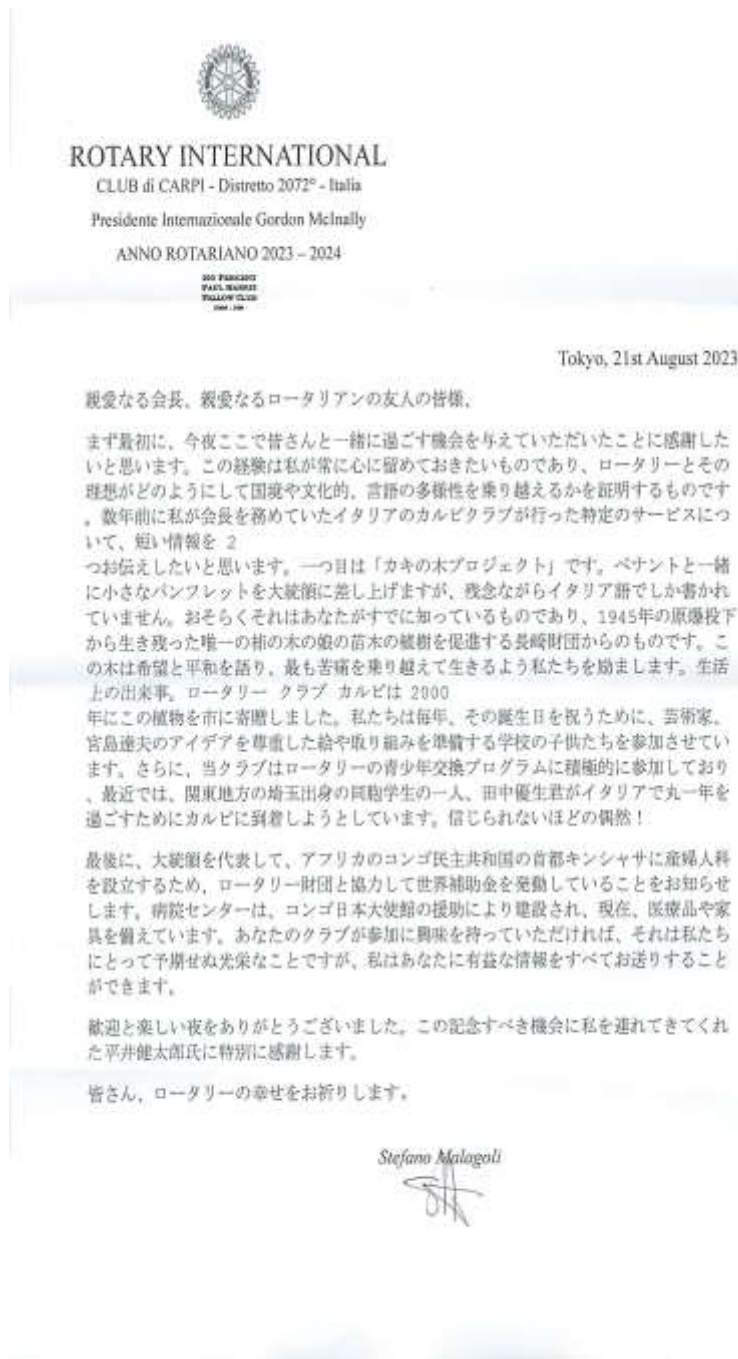 ROTARY INTERNATIONAL
CLUB di CARPI - Distretto 2072° - Italia
Presidente Internazionale Gordon McInally
ANNO ROTARIANO 2023 – 2024
100 PERCENT
PAUL HARRIS
FELLOW CLUB
Tokyo, 21st August 2023
親愛なる会長、親愛なるロータリアンの友人の皆様、
まず最初に、今夜ここで皆さんと一緒に過ごす機会を与えていただいたことに感謝した
いと思います。この経験は私が常に心に留めておきたいものであり、ロータリーとその
理想がどのようにして国境や文化的、言語の多様性を乗り越えるかを証明するものです
。数年前に私が会長を務めていたイタリアのカルピクラブが行った特定のサービスにつ
いて、短い情報を 2
つお伝えしたいと思います。一つ目は「カキの木プロジェクト」です。ペナントと一緒
に小さなパンフレットを大統領に差し上げますが、残念ながらイタリア語でしか書かれ
ていません。おそらくそれはあなたがすでに知っているものであり、1945年の原爆投下
から生き残った唯一の柿の木の娘の苗木の植樹を促進する長崎財団からのものです。こ
の木は希望と平和を語り、最も苦痛を乗り越えて生きるよう私たちを励まします。生活
上の出来事。ロータリー クラブ カルピは 2000
年にこの植物を市に寄贈しました。私たちは毎年、その誕生日を祝うために、芸術家、
宮島達夫のアイデアを尊重した絵や取り組みを準備する学校の子供たちを参加させてい
ます。さらに、当クラブはロータリーの青少年交換プログラムに積極的に参加しており
、最近では、関東地方の埼玉出身の同胞学生の一人、田中優生君がイタリアで丸一年を
過ごすためにカルピに到着しようとしています。信じられないほどの偶然！
最後に、大統領を代表して、アフリカのコンゴ民主共和国の首都キンシャサに産婦人科
を設立するため、ロータリー財団と協力して世界補助金を発動していることをお知らせ
します。病院センターは、コンゴ日本大使館の援助により建設され、現在、医療品や家
具を備えています。あなたのクラブが参加に興味を持っていただければ、それは私たち
にとって予期せぬ光栄なことですが、私はあなたに有益な情報をすべてお送りすること
ができます。
歓迎と楽しい夜をありがとうございました。この記念すべき機会に私を連れてきてくれ
た平井健太郎氏に特別に感謝します。
皆さん、ロータリーの幸せをお祈りします。
Stefano Malagoli